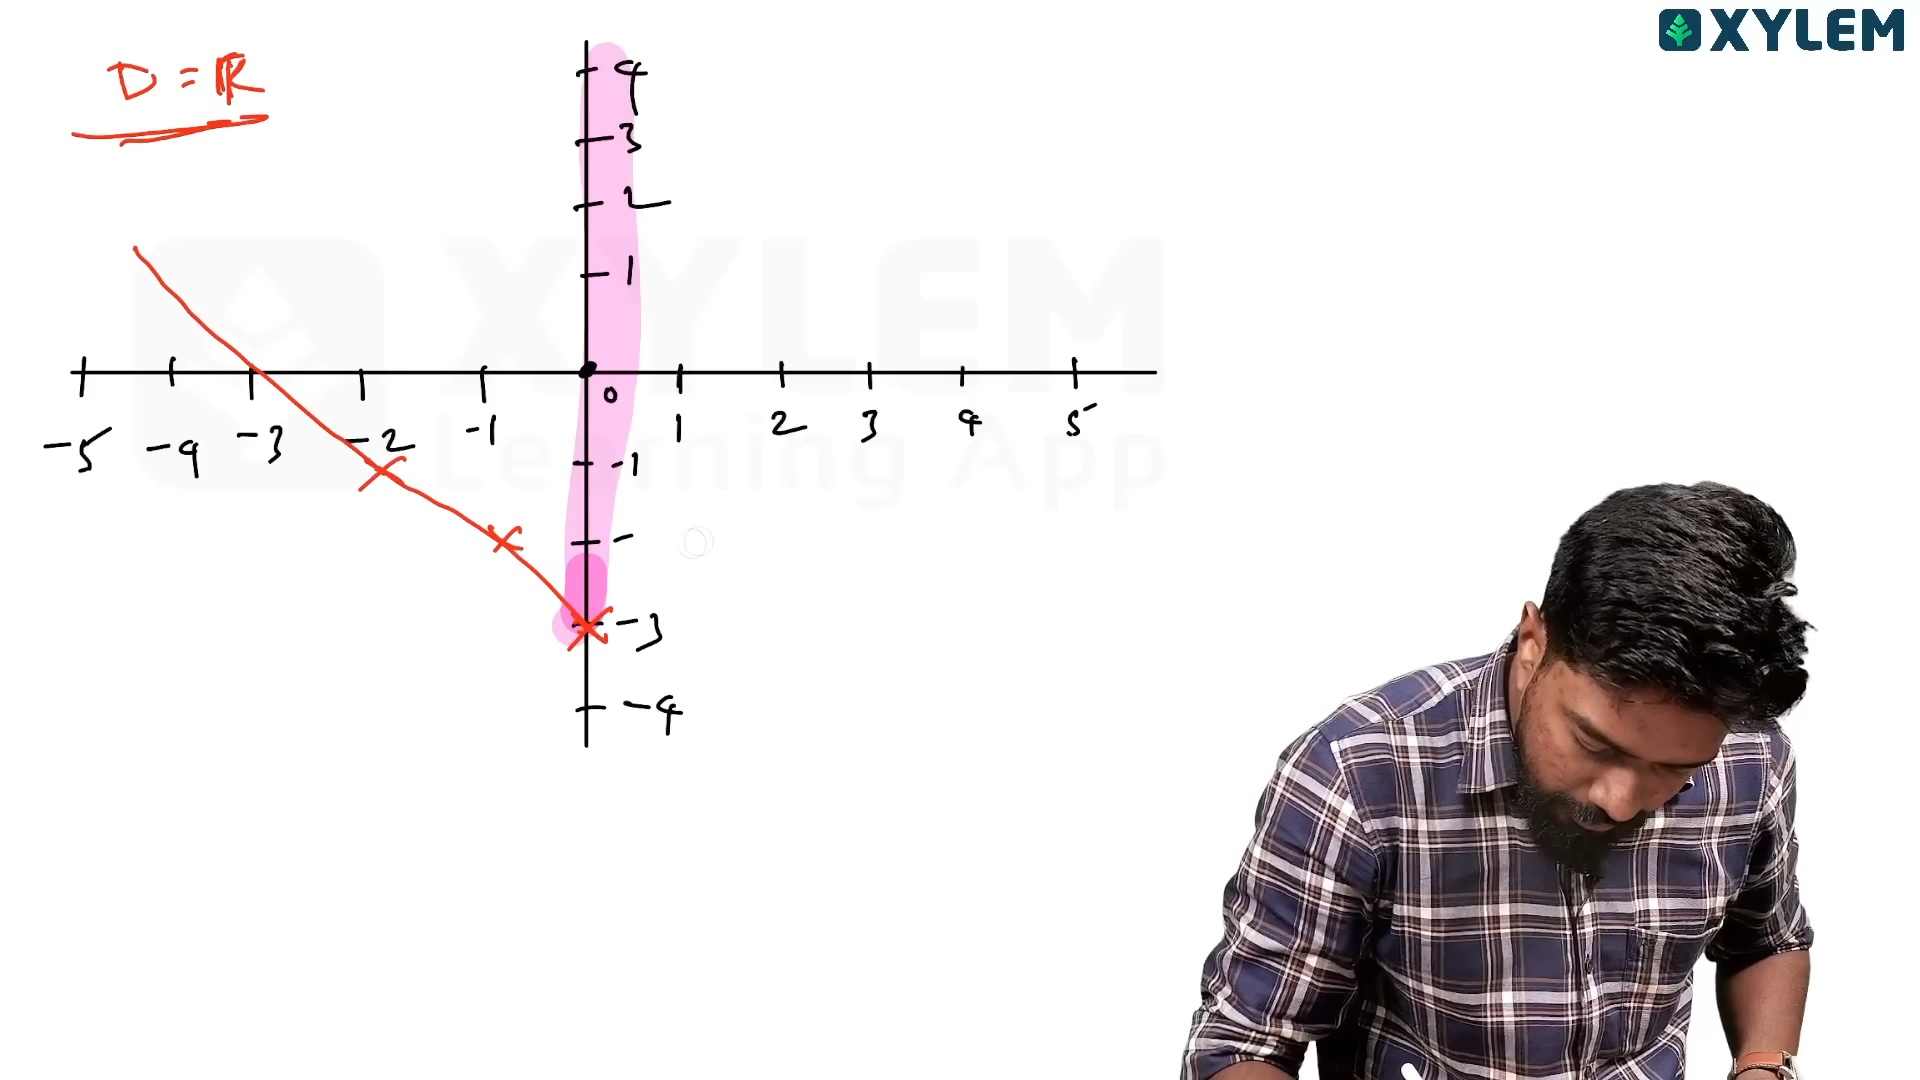 XYLEM
D = ℝ
4
3
2
1
XYLEM
0
-5 -4 -3 -2 -1 1 2 3 4 5
Learning App
-1
-
-3
-4